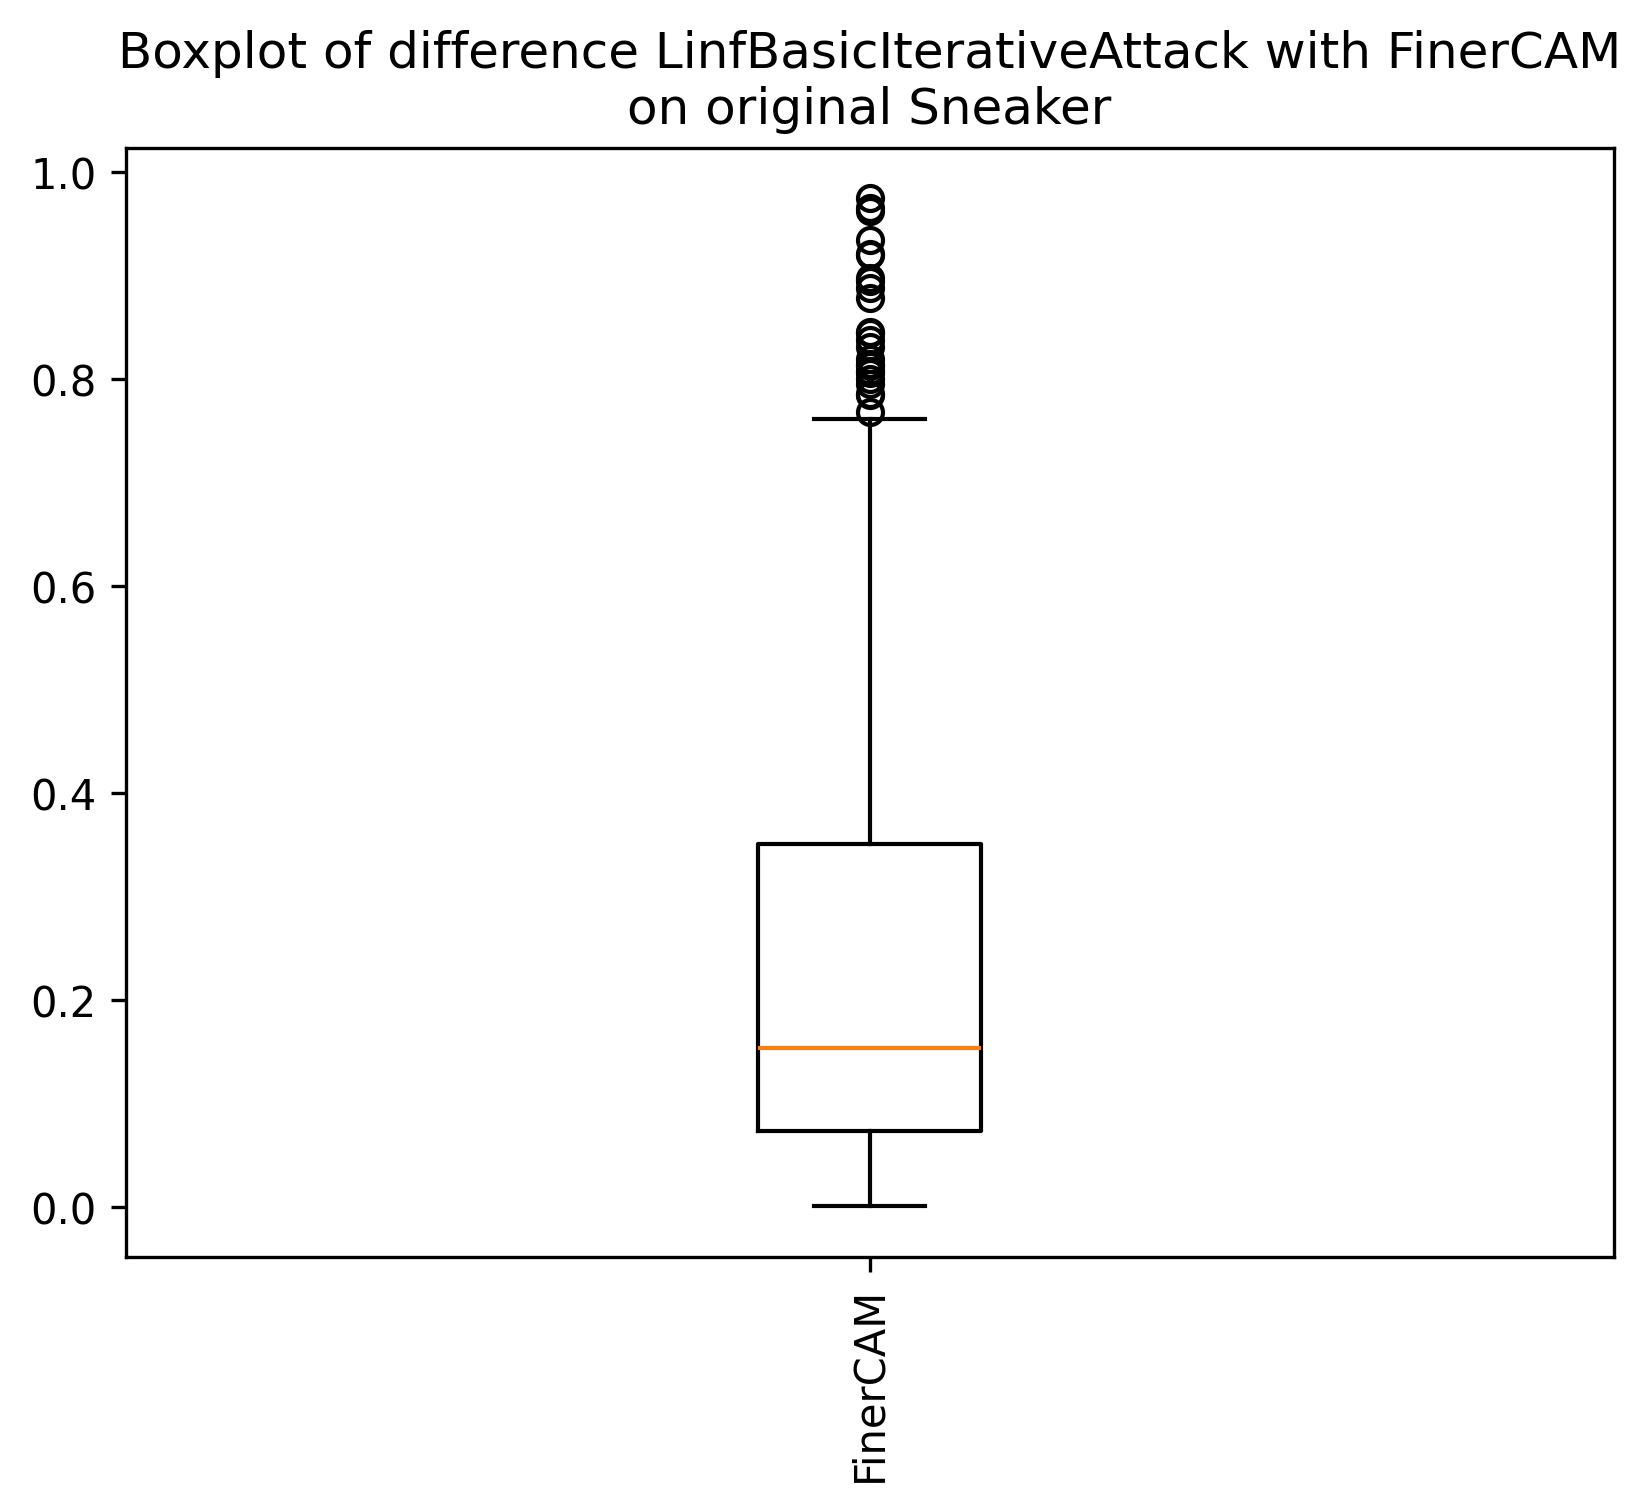 Boxplot of difference LinfBasicIterativeAttack with FinerCAM
on original Sneaker
1.0
0.8
0.6
0.4
0.2
0.0
FinerCAM